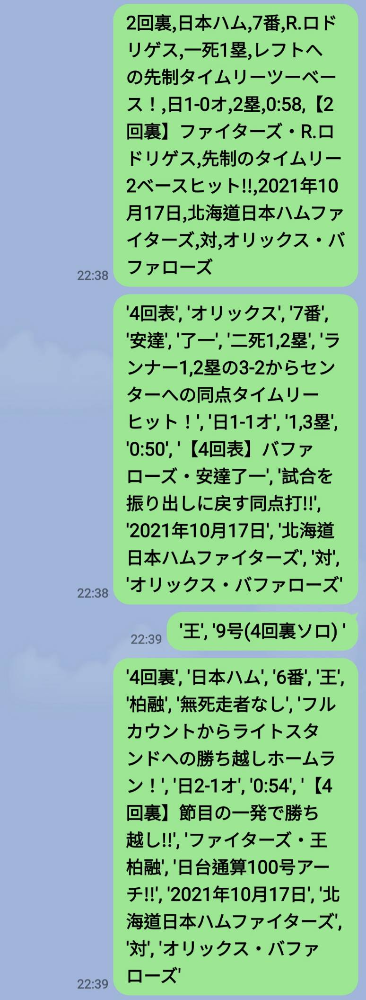 2回裏,日本ハム,7番,R.ロド
リゲス,一死1塁,レフトへ
の先制タイムリーツーベー
ス！,日1-0オ,2塁,0:58,【2
回裏】ファイターズ・R.ロ
ドリゲス,先制のタイムリー
2ベースヒット!!,2021年10
月17日,北海道日本ハムファ
イターズ,対,オリックス・バ
ファローズ
22:38
'4回表', 'オリックス', '7番',
'安達', '了一', '二死1,2塁', 'ラ
ンナー1,2塁の3-2からセン
ターへの同点タイムリー
ヒット！', '日1-1オ', '1,3塁',
'0:50', '【4回表】バファ
ローズ・安達了一', '試合を
振り出しに戻す同点打!!',
'2021年10月17日', '北海道
日本ハムファイターズ', '対',
'オリックス・バファローズ'
22:38
'王', '9号(4回裏ソロ) '
22:39
'4回裏', '日本ハム', '6番', '王',
'柏融', '無死走者なし', 'フル
カウントからライトスタ
ンドへの勝ち越しホームラ
ン！', '日2-1オ', '0:54', '【4
回裏】節目の一発で勝ち
越し!!', 'ファイターズ・王
柏融', '日台通算100号アー
チ!!', '2021年10月17日', '北
海道日本ハムファイターズ',
'対', 'オリックス・バファ
ローズ'
22:39